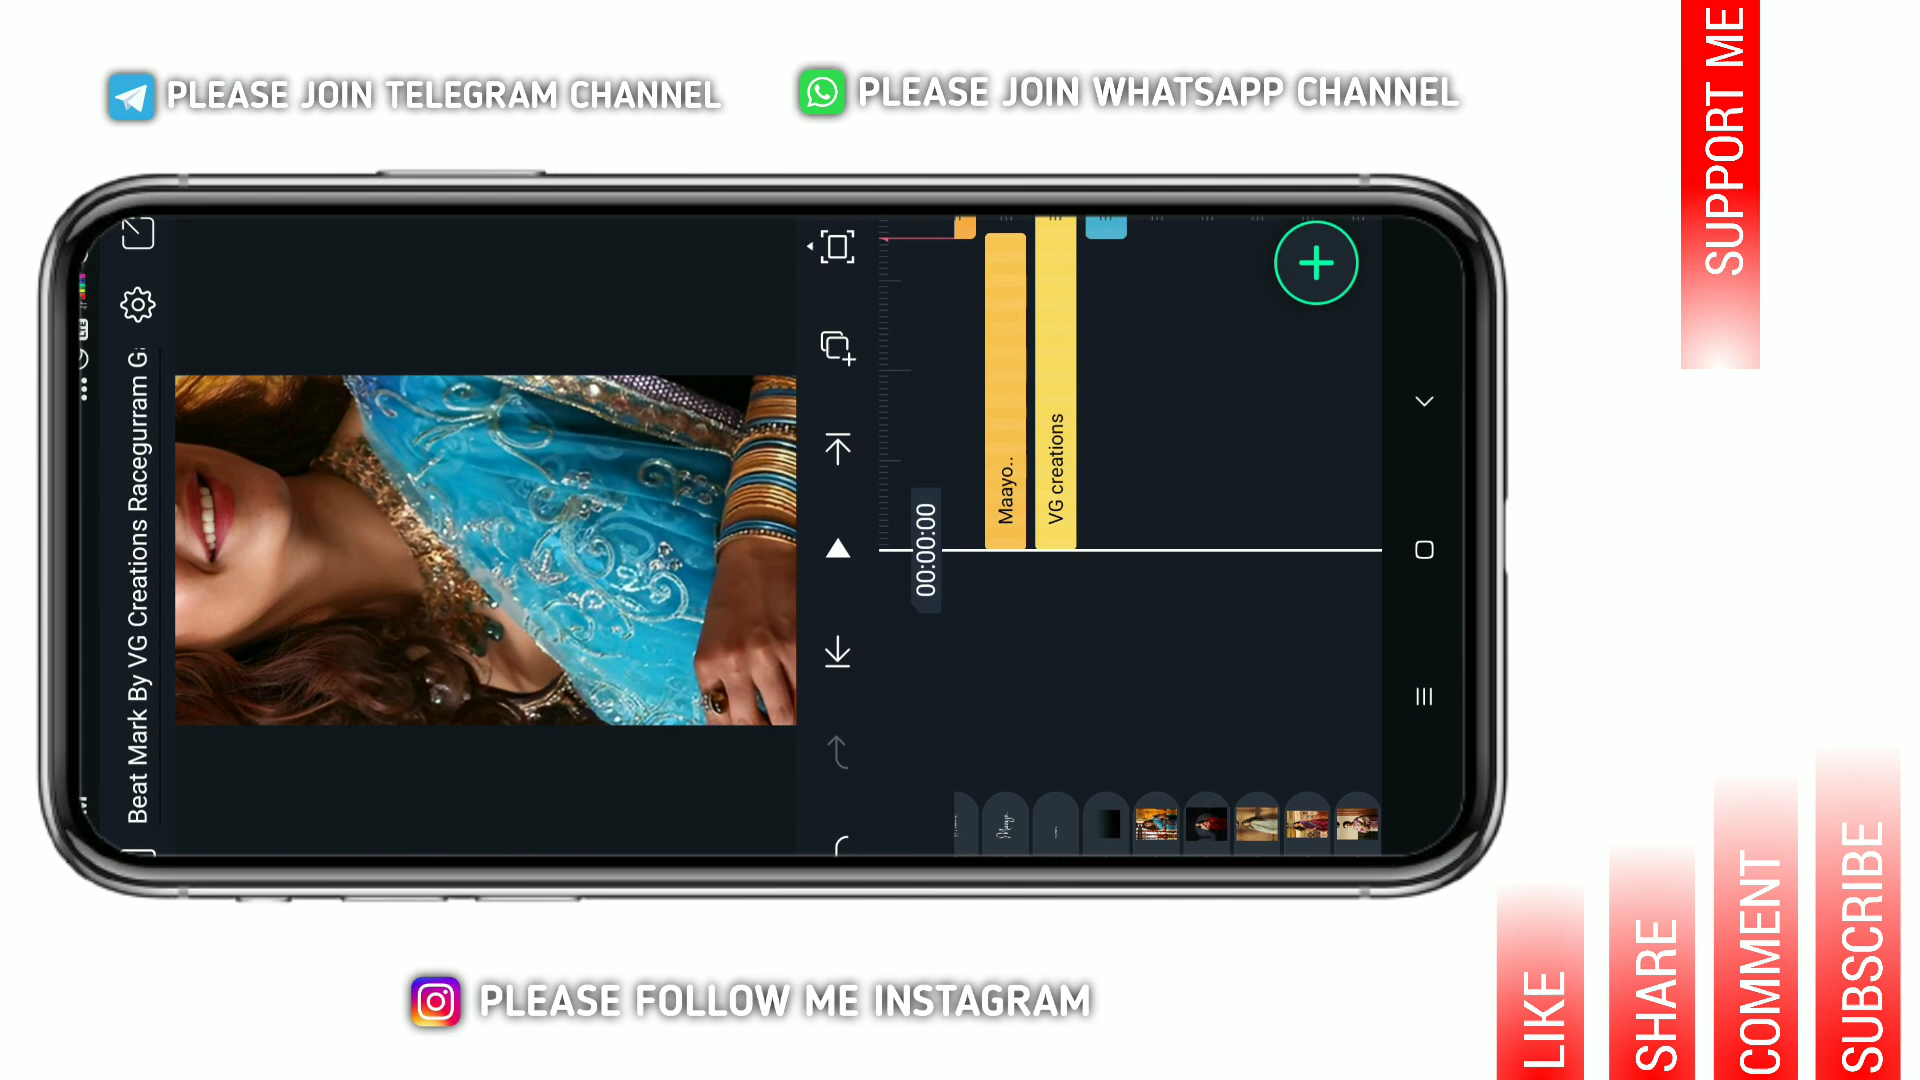 PLEASE JOIN TELEGRAM CHANNEL
PLEASE JOIN WHATSAPP CHANNEL
SUPPORT ME
LTE
Beat Mark By VG Creations Racegurram G
00:00:00
Maayo..
VG creations
PLEASE FOLLOW ME INSTAGRAM
LIKE
SHARE
COMMENT
SUBSCRIBE